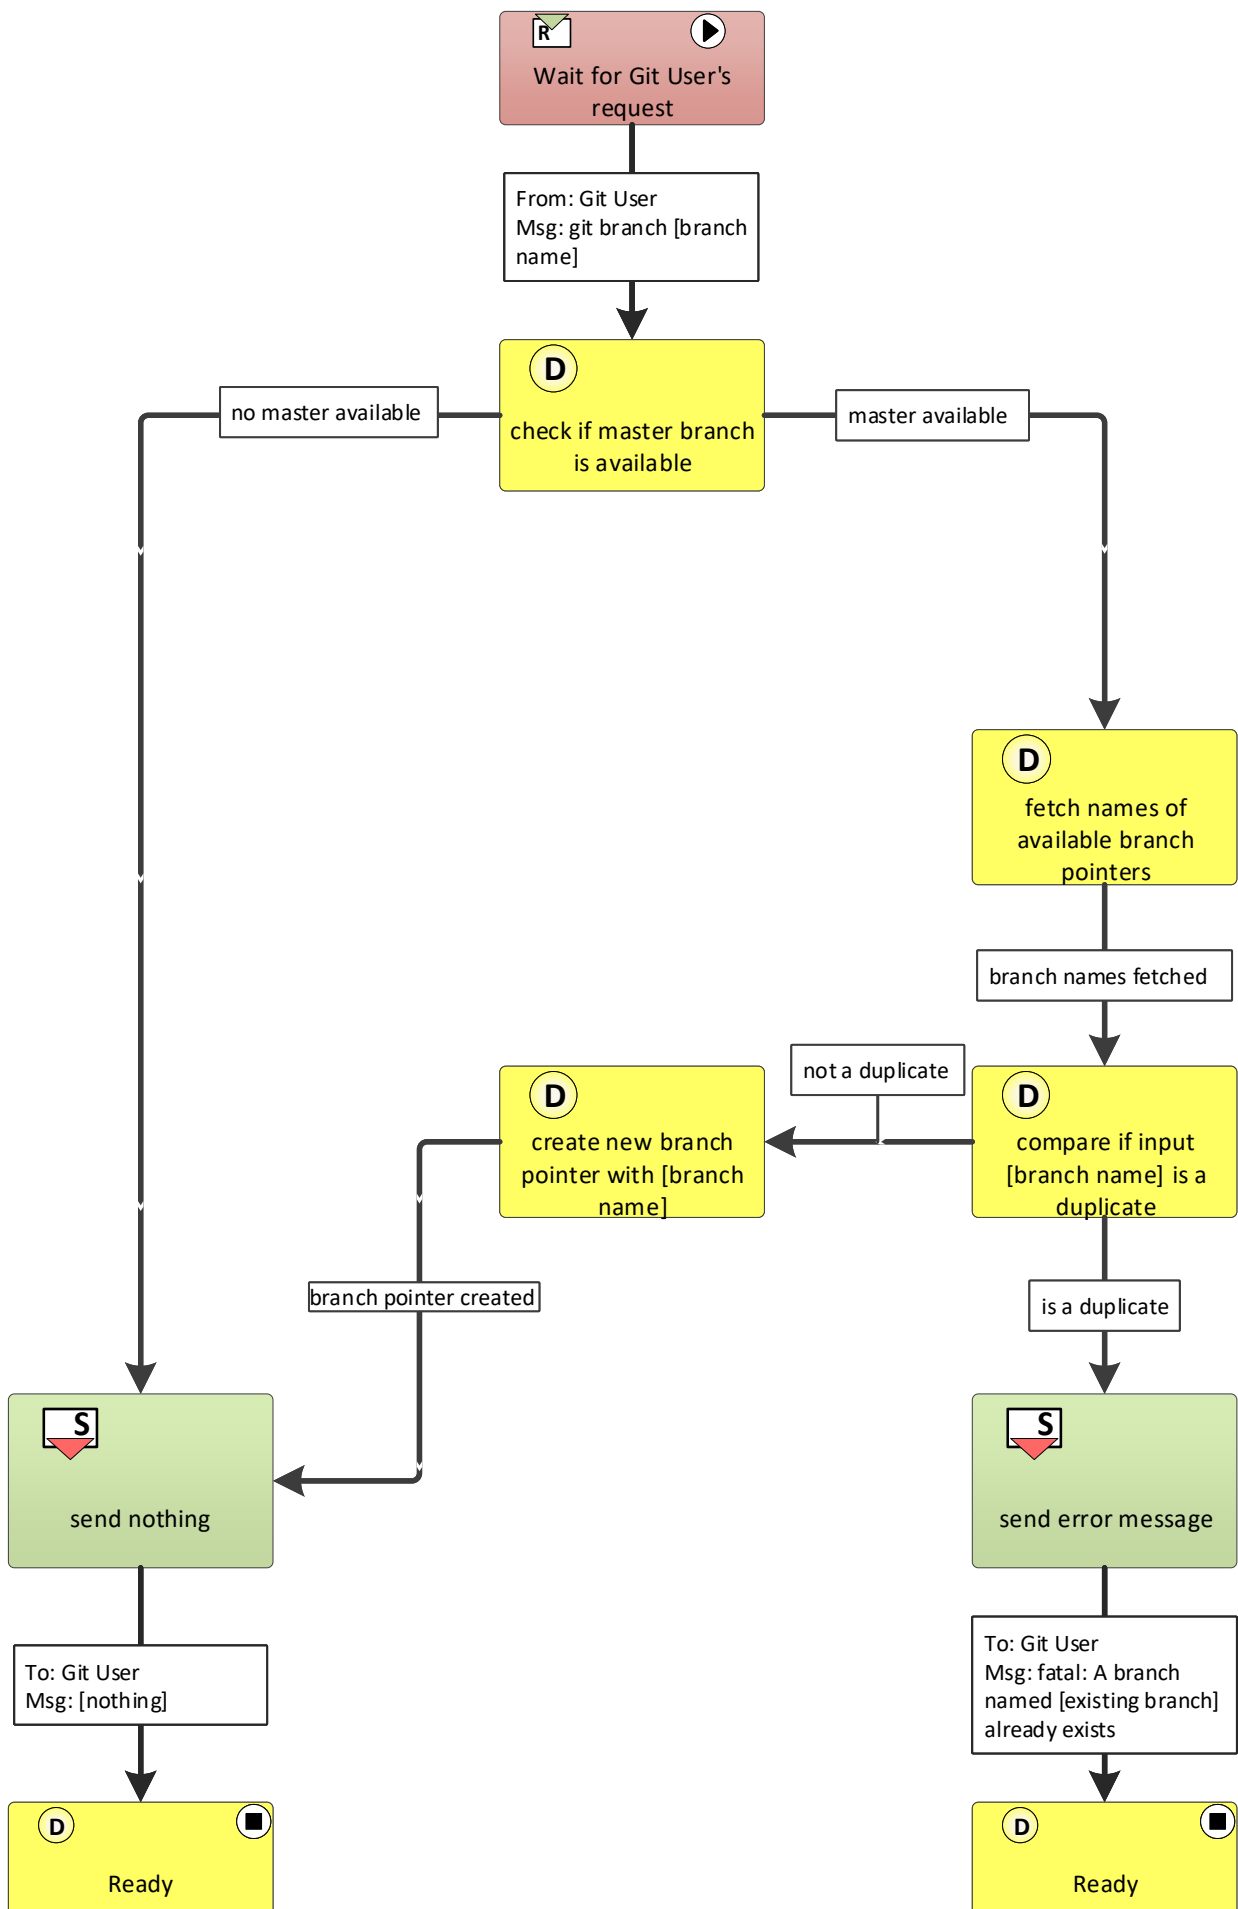 R
Wait for Git User's
request
From: Git User
Msg: git branch [branch
name]
D
check if master branch
is available
no master available
master available
D
fetch names of
available branch
pointers
branch names fetched
D
compare if input
[branch name] is a
duplicate
not a duplicate
D
create new branch
pointer with [branch
name]
branch pointer created
is a duplicate
S
send nothing
S
send error message
To: Git User
Msg: [nothing]
To: Git User
Msg: fatal: A branch
named [existing branch]
already exists
D
Ready
D
Ready